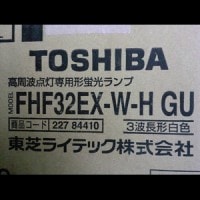 TOSHIBA
高周波点灯専用形蛍光ランプ
MODEL FHF32EX-W-H GU
商品コード 227 84410 3波長形白色
東芝ライテック株式会社